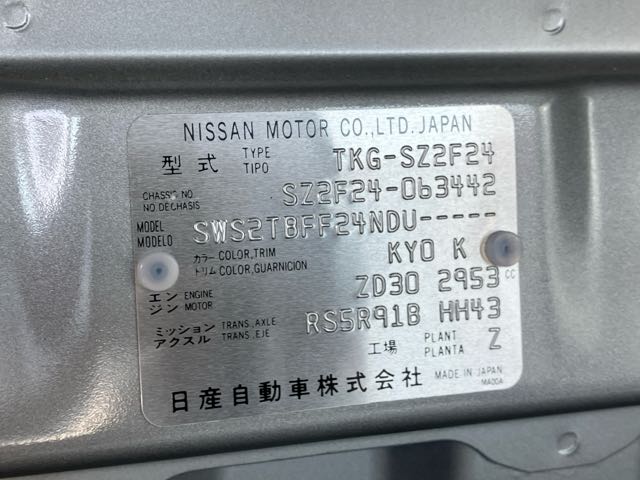 NISSAN MOTOR CO.,LTD. JAPAN
型式 TYPE TIPO TKG-SZ2F24
CHASSIS NO NO DE CHASIS SZ2F24-063442
MODEL MODELO SWS2TBFF24NDU-----
カラー COLOR,TRIM トリム COLOR,GUARNICION KYO K
エンジン ENGINE MOTOR ZD30 2953 CC
ミッション アクスル TRANS.,AXLE TRANS.,EJE RS5R91B HH43
工場 PLANT PLANTA Z
日産自動車株式会社 MADE IN JAPAN
MA0GA